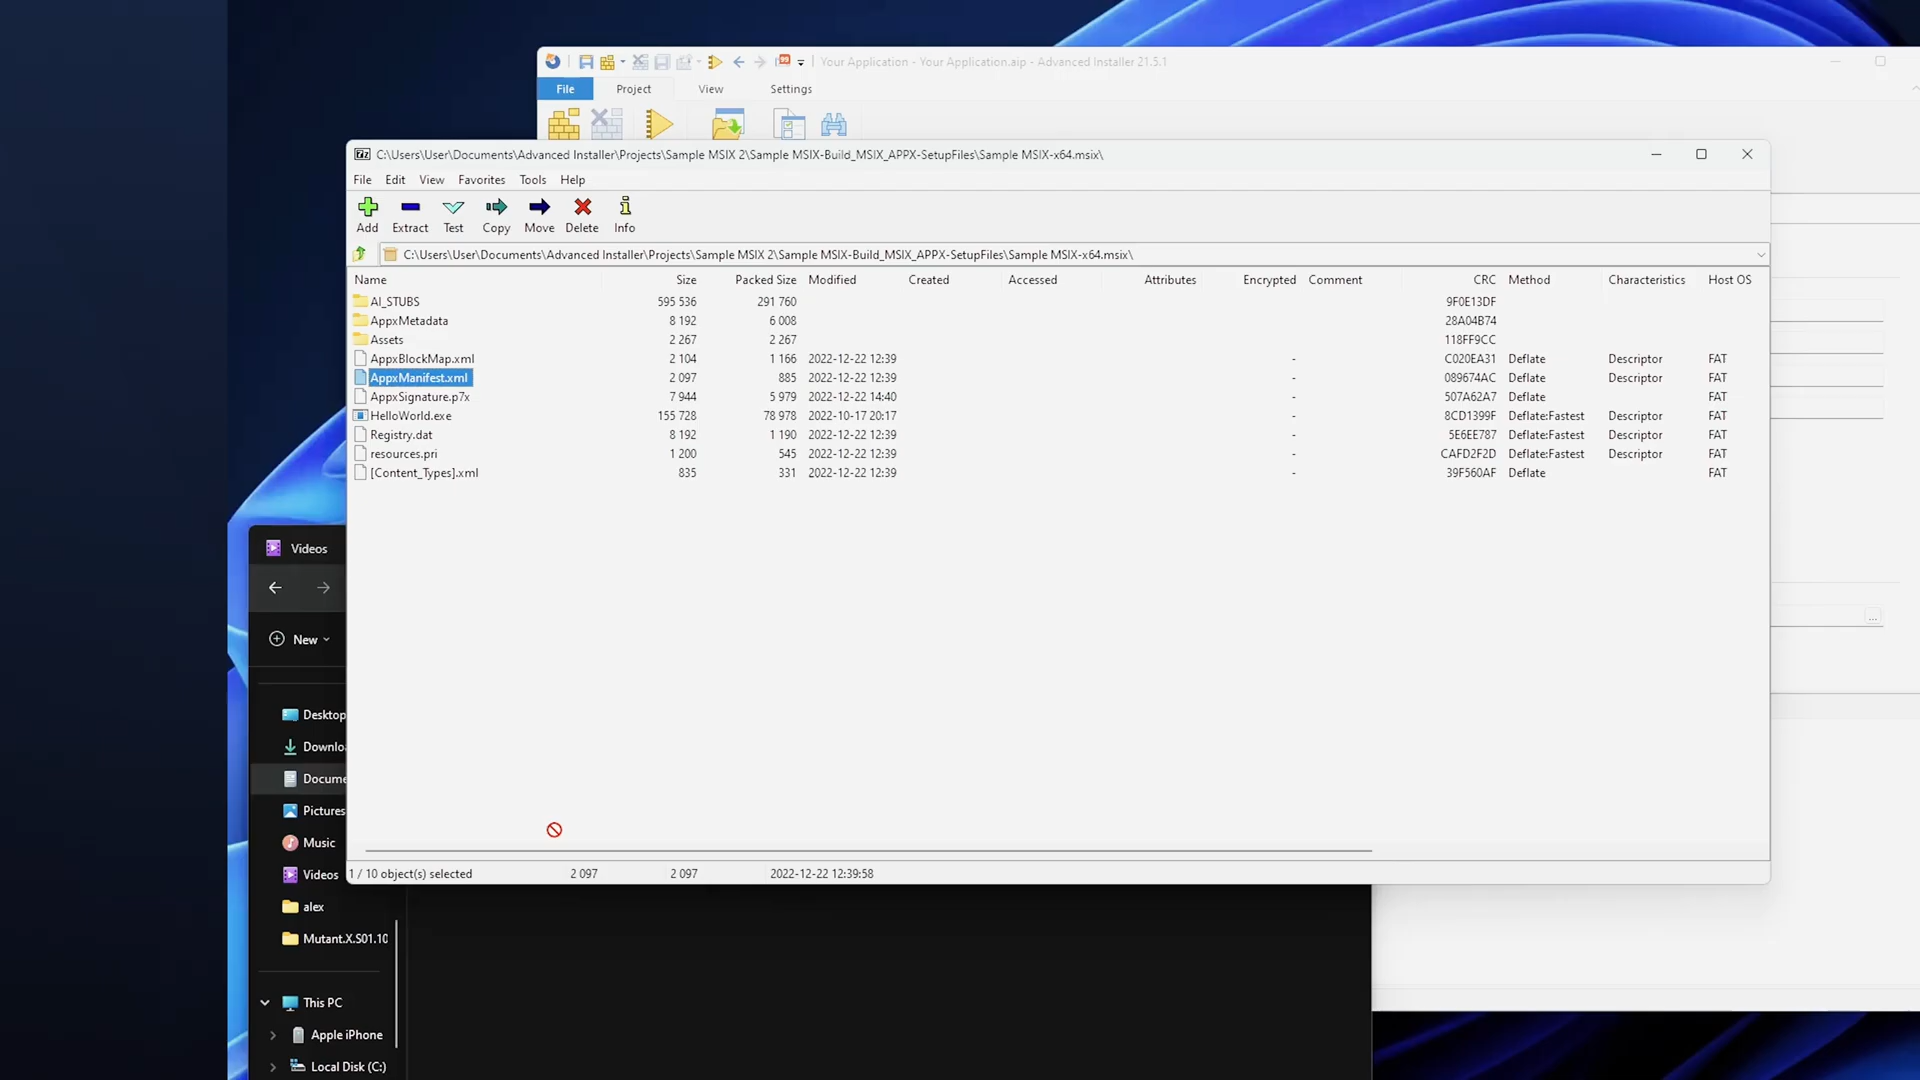 Your Application - Your Application.aip - Advanced Installer 21.5.1
File Project View Settings
C:\Users\User\Documents\Advanced Installer\Projects\Sample MSIX 2\Sample MSIX-Build_MSIX_APPX-SetupFiles\Sample MSIX-x64.msix\
File Edit View Favorites Tools Help
Add Extract Test Copy Move Delete Info
C:\Users\User\Documents\Advanced Installer\Projects\Sample MSIX 2\Sample MSIX-Build_MSIX_APPX-SetupFiles\Sample MSIX-x64.msix\
Name Size Packed Size Modified Created Accessed Attributes Encrypted Comment CRC Method Characteristics Host OS
AI_STUBS 595 536 291 760 9F0E13DF
AppxMetadata 8 192 6 008 28A04B74
Assets 2 267 2 267 118FF9CC
AppxBlockMap.xml 2 104 1 166 2022-12-22 12:39 - C020EA31 Deflate Descriptor FAT
AppxManifest.xml 2 097 885 2022-12-22 12:39 - 089674AC Deflate Descriptor FAT
AppxSignature.p7x 7 944 5 979 2022-12-22 14:40 - 507A62A7 Deflate FAT
HelloWorld.exe 155 728 78 978 2022-10-17 20:17 - 8CD1399F Deflate:Fastest Descriptor FAT
Registry.dat 8 192 1 190 2022-12-22 12:39 - 5E6EE787 Deflate:Fastest Descriptor FAT
resources.pri 1 200 545 2022-12-22 12:39 - CAFD2F2D Deflate:Fastest Descriptor FAT
[Content_Types].xml 835 331 2022-12-22 12:39 - 39F560AF Deflate FAT
1 / 10 object(s) selected 2 097 2 097 2022-12-22 12:39:58
Videos
New
Desktop
Downloa
Docume
Pictures
Music
Videos
alex
Mutant.X.S01.10
This PC
Apple iPhone
Local Disk (C:)